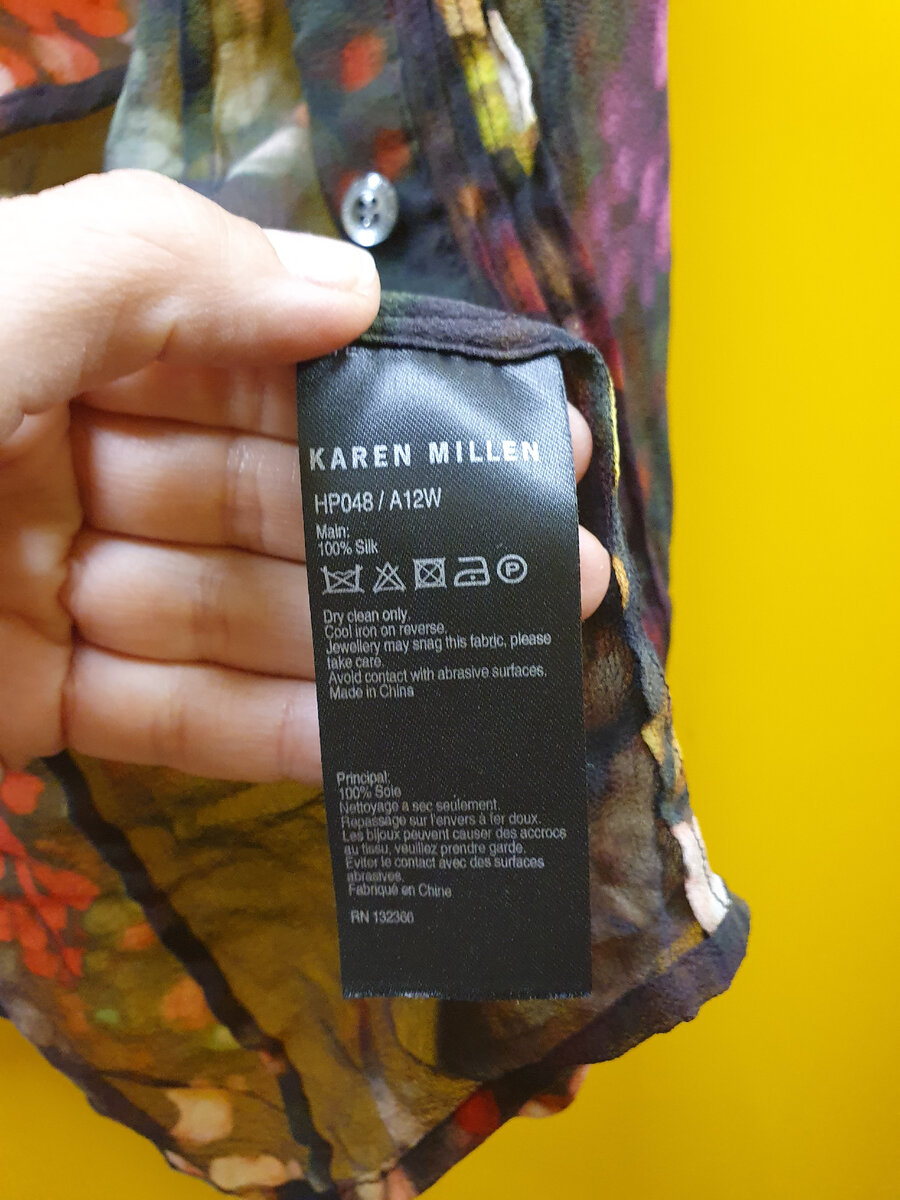 KAREN MILLEN
HP048 / A12W
Main:
100% Silk
P
Dry clean only.
Cool iron on reverse.
Jewellery may snag this fabric, please
take care.
Avoid contact with abrasive surfaces.
Made in China
Principal:
100% Soie
Nettoyage a sec seulement.
Repassage sur l'envers à fer doux.
Les bijoux peuvent causer des accrocs
au tissu, veuillez prendre garde.
Eviter le contact avec des surfaces
abrasives.
Fabriqué en Chine
RN 132366